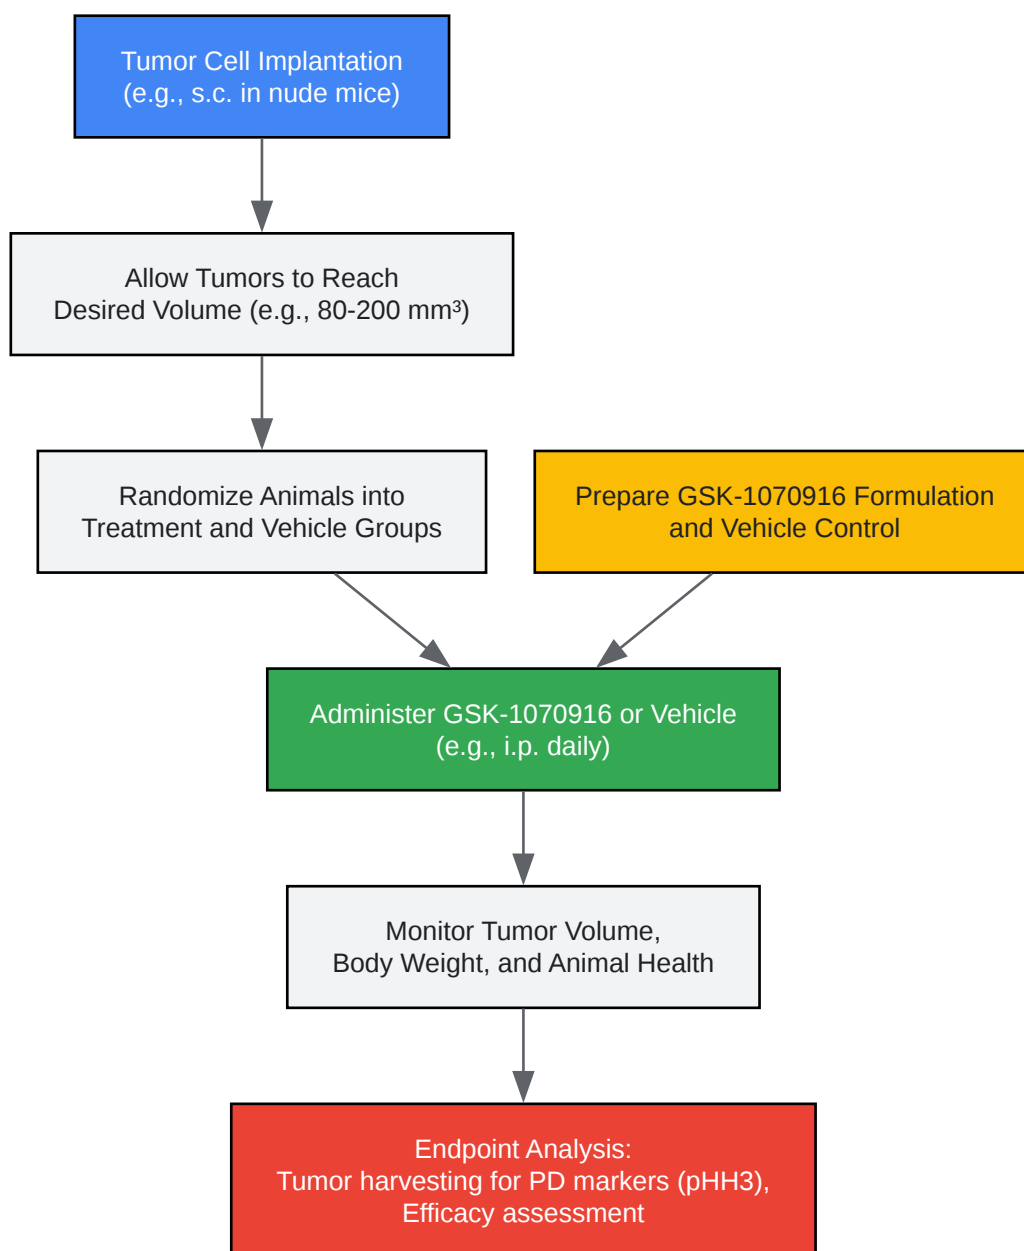 Tumor Cell Implantation
(e.g., s.c. in nude mice)
Allow Tumors to Reach
Desired Volume (e.g., 80-200 mm³)
Randomize Animals into
Treatment and Vehicle Groups
Prepare GSK-1070916 Formulation
and Vehicle Control
Administer GSK-1070916 or Vehicle
(e.g., i.p. daily)
Monitor Tumor Volume,
Body Weight, and Animal Health
Endpoint Analysis:
Tumor harvesting for PD markers (pHH3),
Efficacy assessment